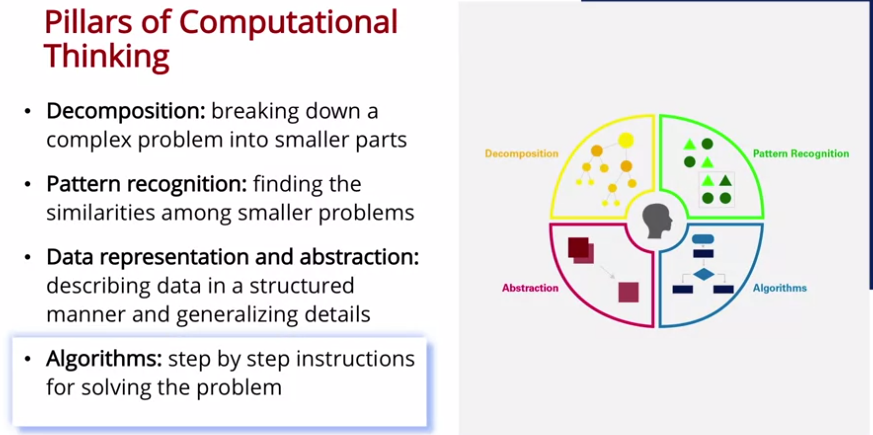 Pillars of Computational
Thinking
• Decomposition: breaking down a
complex problem into smaller parts
• Pattern recognition: finding the
similarities among smaller problems
• Data representation and abstraction:
describing data in a structured
manner and generalizing details
• Algorithms: step by step instructions
for solving the problem
Decomposition
Pattern Recognition
Abstraction
Algorithms